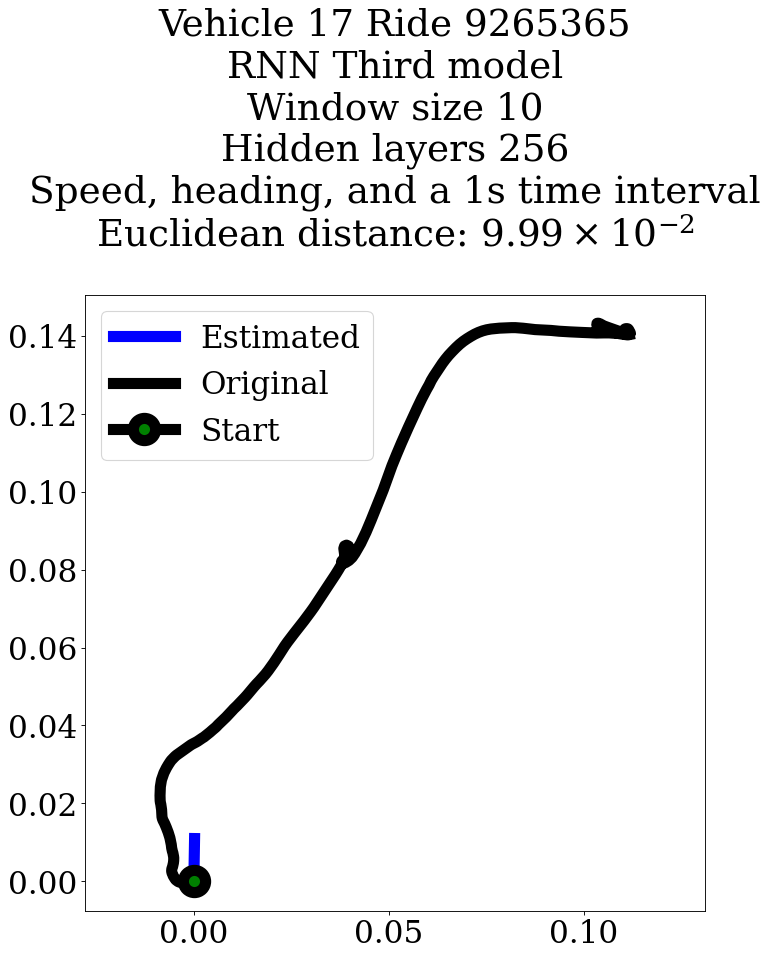 Vehicle 17 Ride 9265365
RNN Third model
Window size 10
Hidden layers 256
Speed, heading, and a 1s time interval
Euclidean distance: 9.99 × 10⁻²
Estimated
Original
Start
0.14
0.12
0.10
0.08
0.06
0.04
0.02
0.00
0.00 0.05 0.10